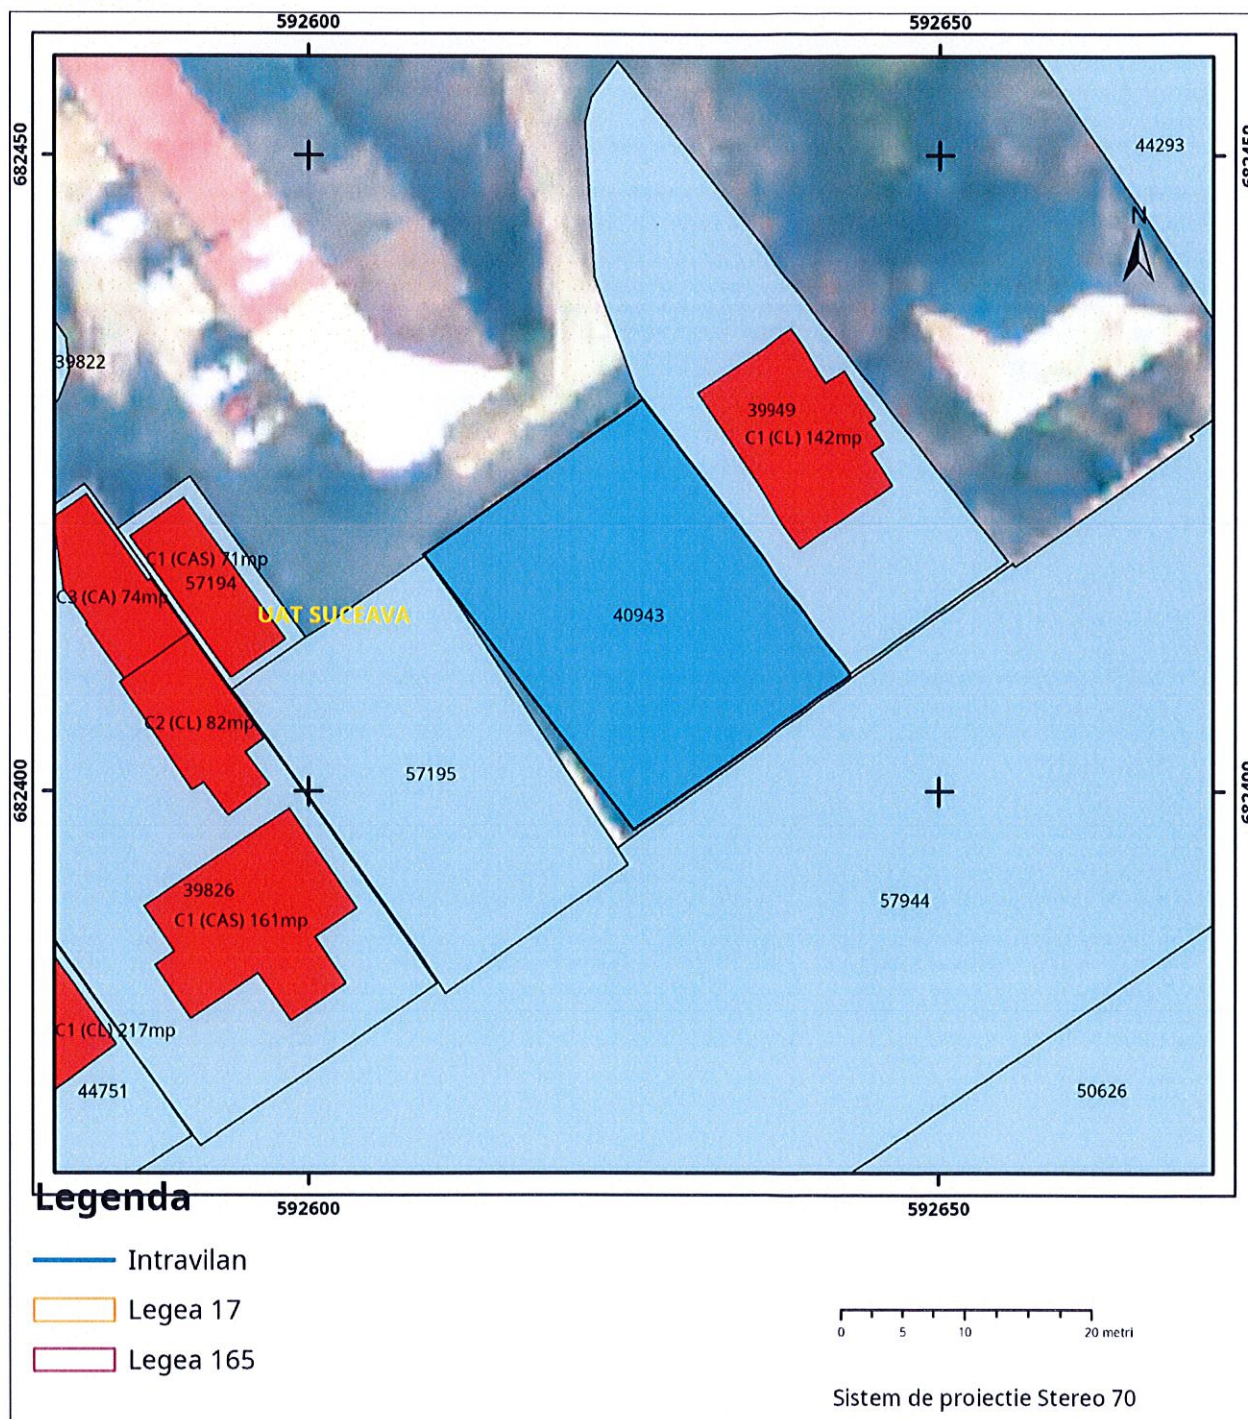 592600
592650
682450
44293
682450
N
39822
39949
C1 (CL) 142mp
C1 (CAS) 71mp
57194
C3 (CA) 74mp
UAT SUCEAVA
40943
C2 (CL) 82mp
57195
682400
682400
39826
C1 (CAS) 161mp
57944
C1 (CL) 217mp
44751
50626
592600
592650
Legenda
Intravilan
Legea 17
Legea 165
0 5 10 20 metri
Sistem de proiectie Stereo 70